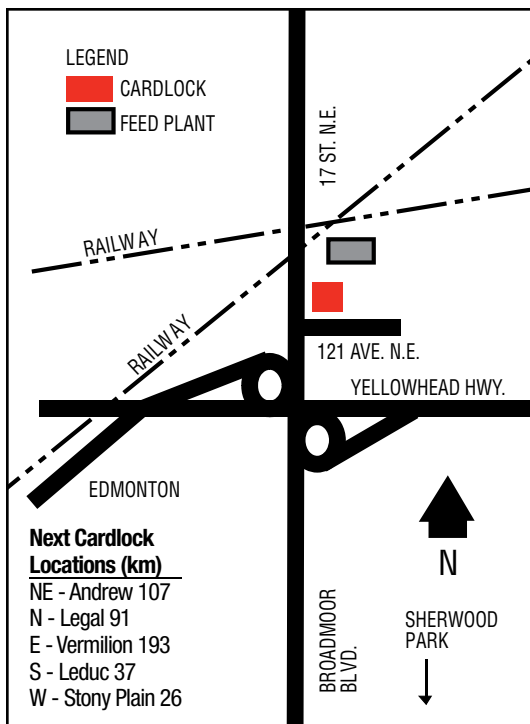 LEGEND
CARDLOCK
FEED PLANT
17 ST. N.E.
RAILWAY
RAILWAY
121 AVE. N.E.
YELLOWHEAD HWY.
EDMONTON
Next Cardlock
Locations (km)
NE - Andrew 107
N - Legal 91
E - Vermilion 193
S - Leduc 37
W - Stony Plain 26
BROADMOOR
BLVD.
N
SHERWOOD
PARK